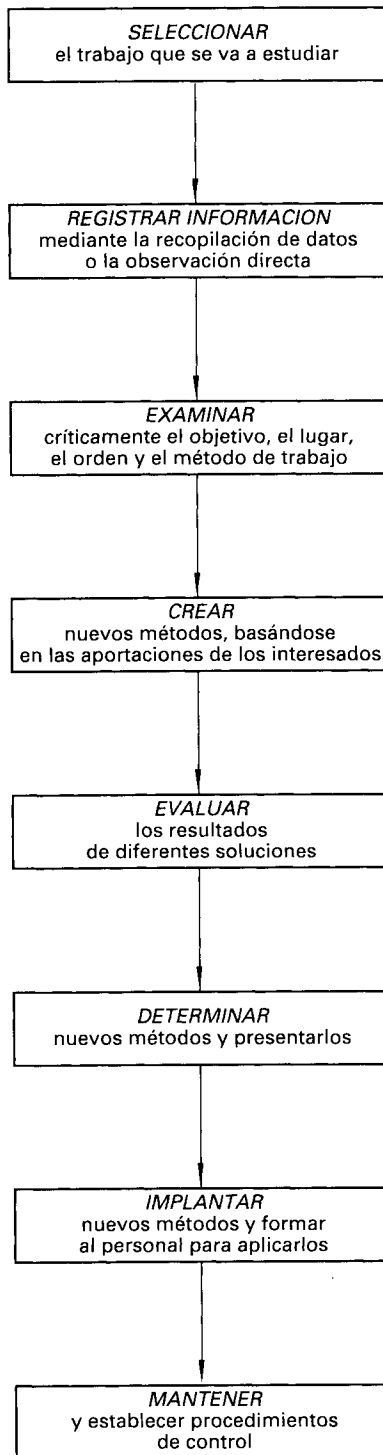 SELECCIONAR
el trabajo que se va a estudiar
REGISTRAR INFORMACION
mediante la recopilación de datos
o la observación directa
EXAMINAR
críticamente el objetivo, el lugar,
el orden y el método de trabajo
CREAR
nuevos métodos, basándose
en las aportaciones de los interesados
EVALUAR
los resultados
de diferentes soluciones
DETERMINAR
nuevos métodos y presentarlos
IMPLANTAR
nuevos métodos y formar
al personal para aplicarlos
MANTENER
y establecer procedimientos
de control